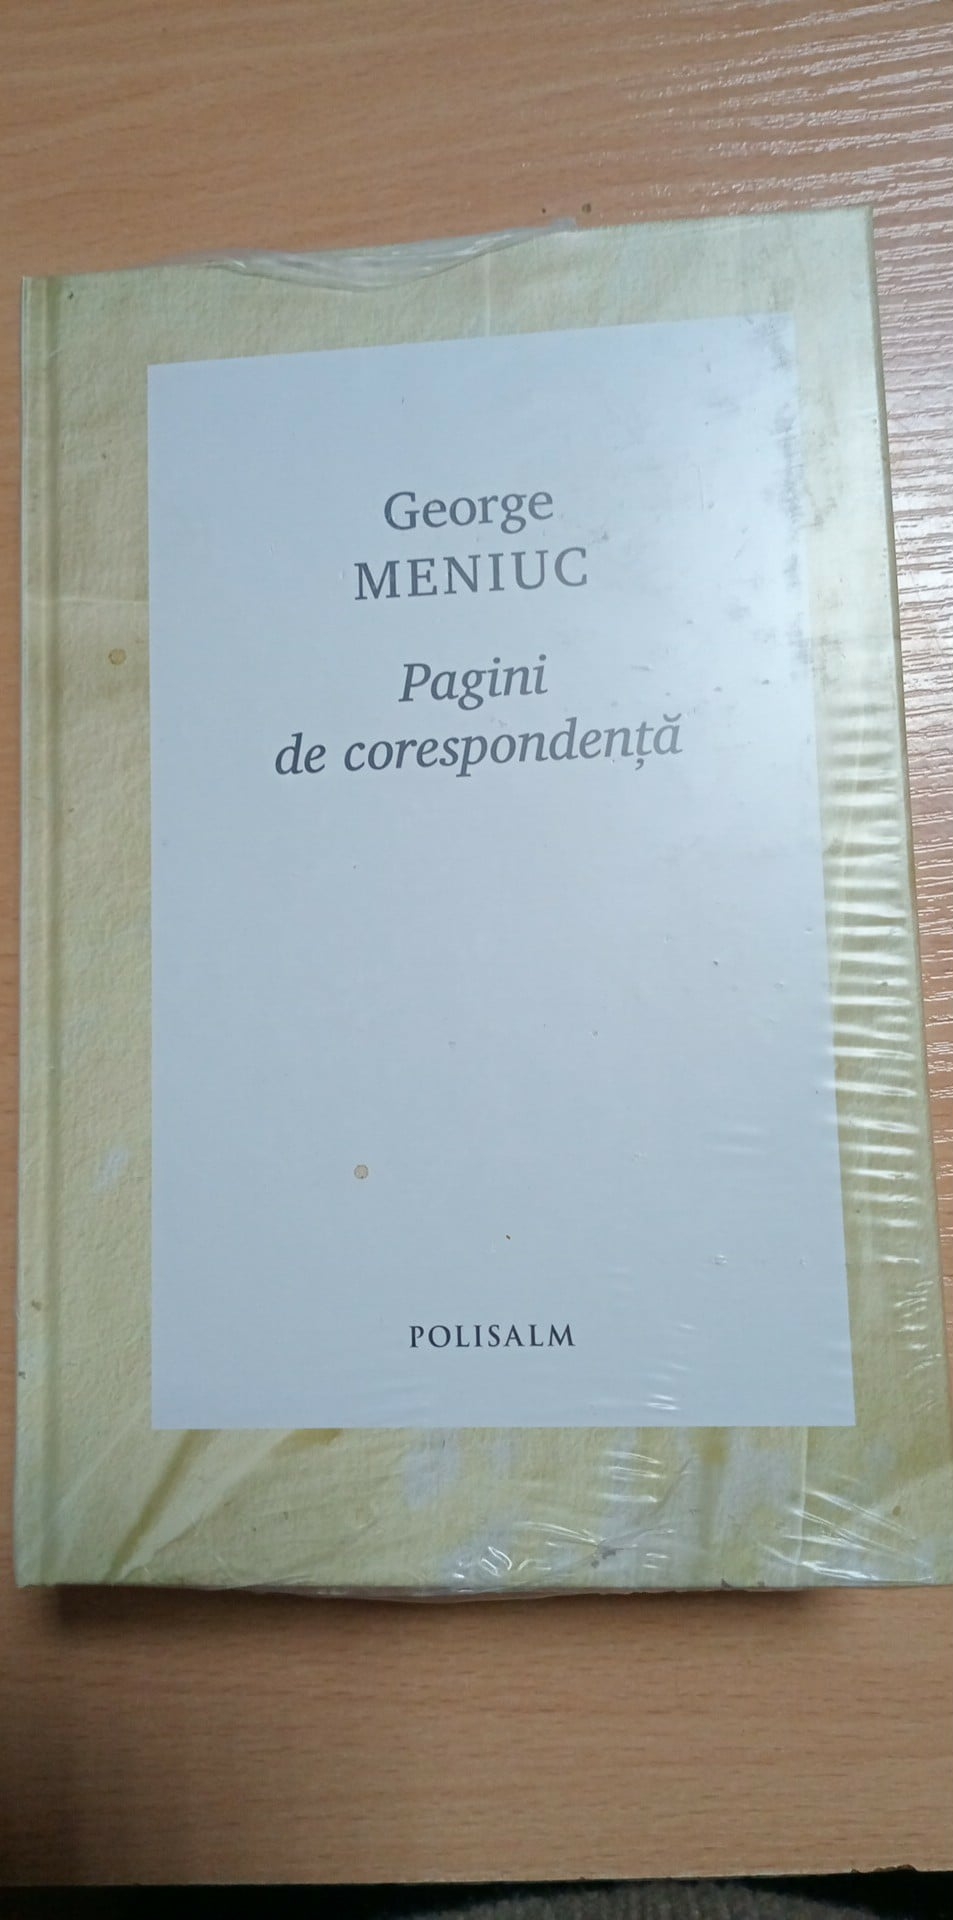 George
MENIUC
Pagini
de corespondență
POLISALM